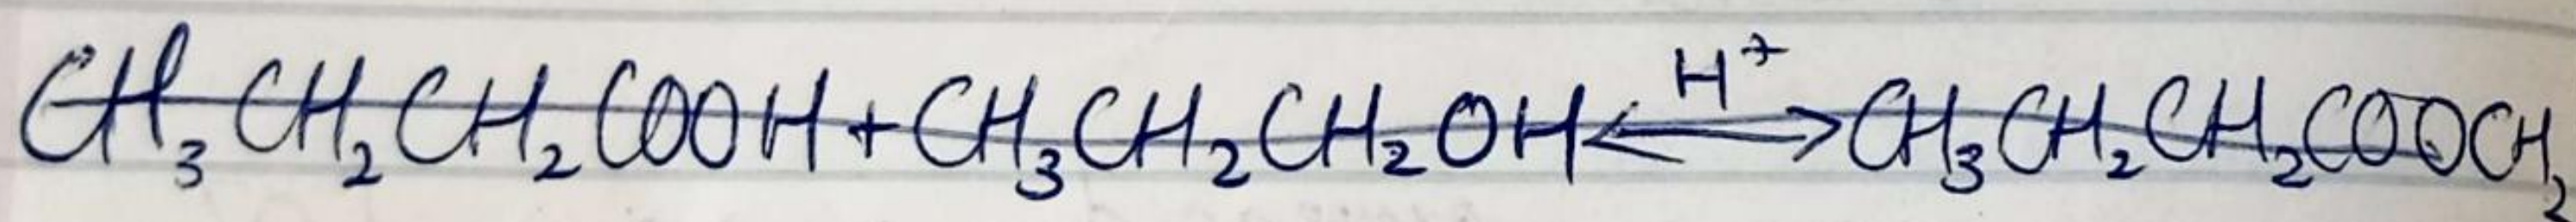 CH₃CH₂CH₂COOH + CH₃CH₂CH₂OH <=H⁺=> CH₃CH₂CH₂COOCH₂